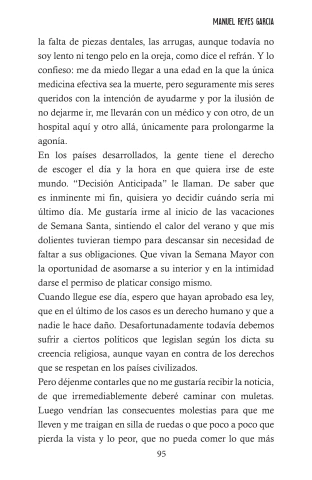 MANUEL REYES GARCIA
la falta de piezas dentales, las arrugas, aunque todavía no
soy lento ni tengo pelo en la oreja, como dice el refrán. Y lo
confieso: me da miedo llegar a una edad en la que la única
medicina efectiva sea la muerte, pero seguramente mis seres
queridos con la intención de ayudarme y por la ilusión de
no dejarme ir, me llevarán con un médico y con otro, de un
hospital aquí y otro allá, únicamente para prolongarme la
agonía.
En los países desarrollados, la gente tiene el derecho
de escoger el día y la hora en que quiera irse de este
mundo. “Decisión Anticipada” le llaman. De saber que
es inminente mi fin, quisiera yo decidir cuándo sería mi
último día. Me gustaría irme al inicio de las vacaciones
de Semana Santa, sintiendo el calor del verano y que mis
dolientes tuvieran tiempo para descansar sin necesidad de
faltar a sus obligaciones. Que vivan la Semana Mayor con
la oportunidad de asomarse a su interior y en la intimidad
darse el permiso de platicar consigo mismo.
Cuando llegue ese día, espero que hayan aprobado esa ley,
que en el último de los casos es un derecho humano y que a
nadie le hace daño. Desafortunadamente todavía debemos
sufrir a ciertos políticos que legislan según los dicta su
creencia religiosa, aunque vayan en contra de los derechos
que se respetan en los países civilizados.
Pero déjenme contarles que no me gustaría recibir la noticia,
de que irremediablemente deberé caminar con muletas.
Luego vendrían las consecuentes molestias para que me
lleven y me traigan en silla de ruedas o que poco a poco que
pierda la vista y lo peor, que no pueda comer lo que más
95